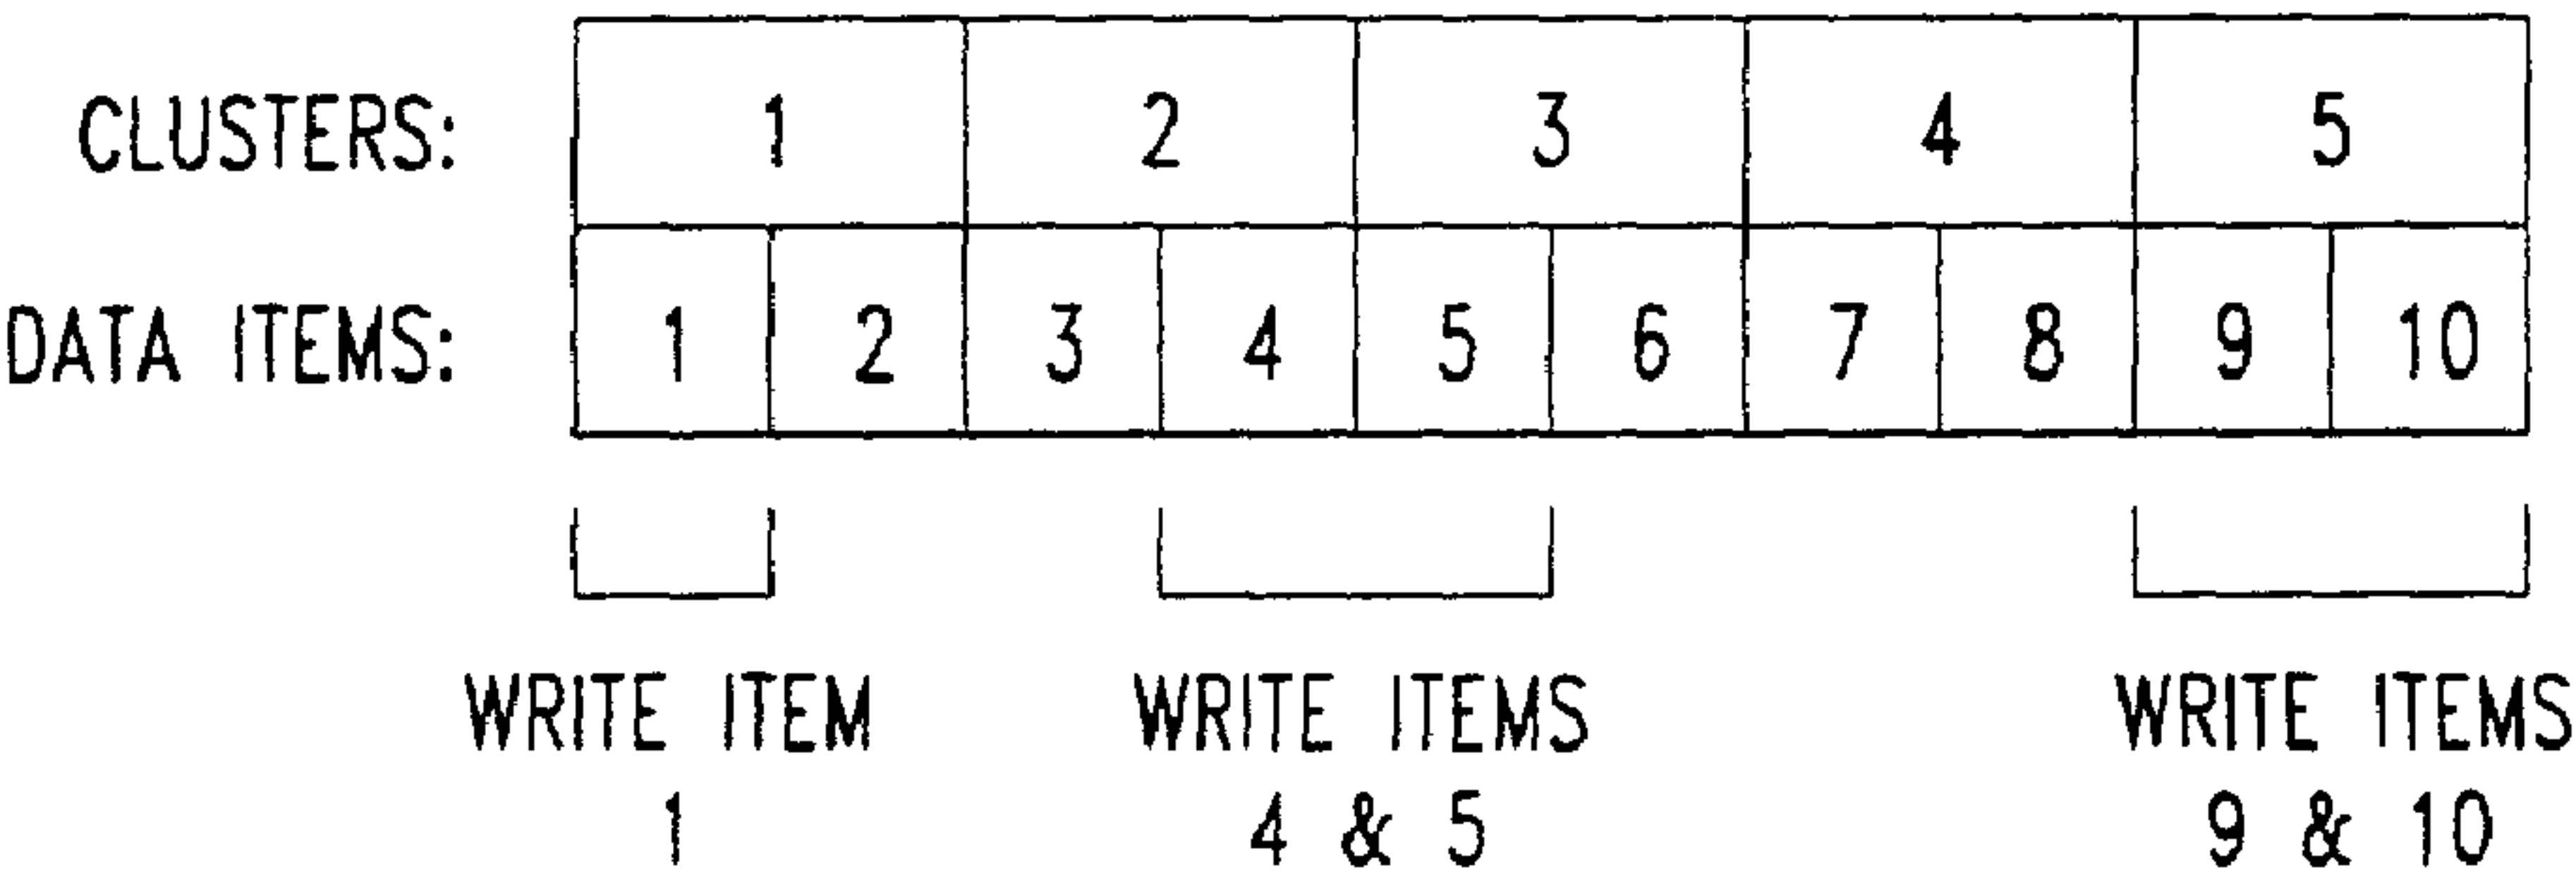 CLUSTERS: 1 2 3 4 5
DATA ITEMS: 1 2 3 4 5 6 7 8 9 10
WRITE ITEM
1
WRITE ITEMS
4 & 5
WRITE ITEMS
9 & 10